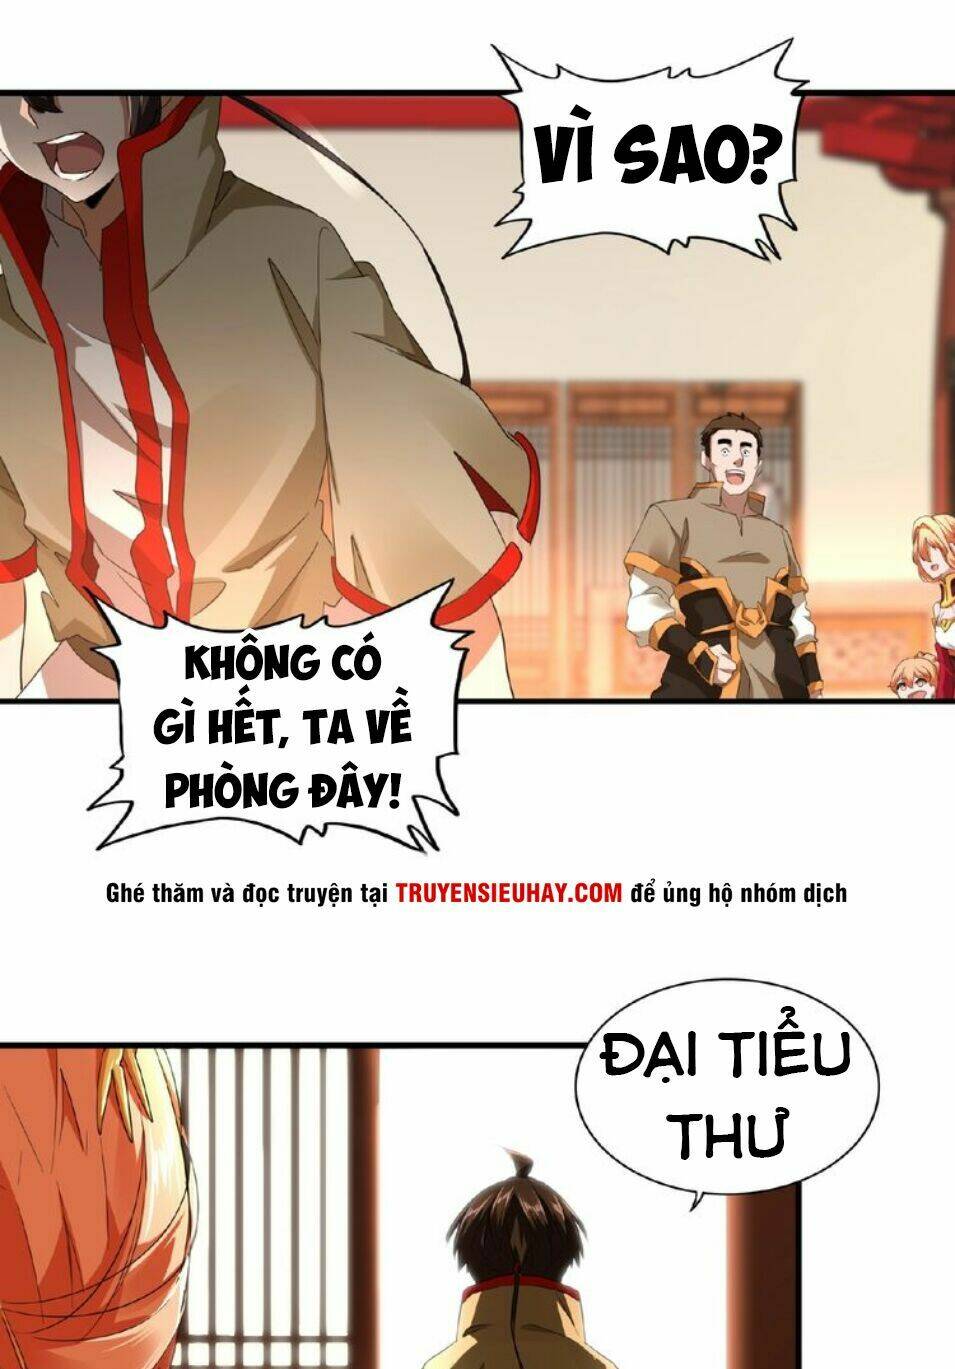 VÌ SAO?
KHÔNG CÓ
GÌ HẾT, TA VỀ
PHÒNG ĐÂY!
Ghé thăm và đọc truyện tại TRUYENSIEUHAY.COM để ủng hộ nhóm dịch
ĐẠI TIỂU
THƯ